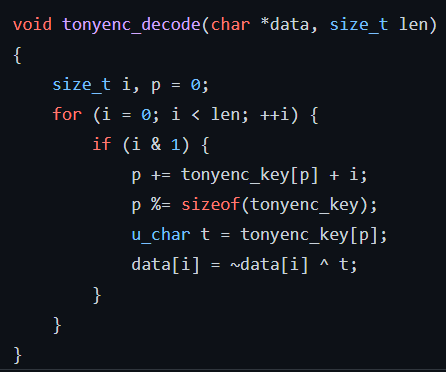 void tonyenc_decode(char *data, size_t len)
{
    size_t i, p = 0;
    for (i = 0; i < len; ++i) {
        if (i & 1) {
            p += tonyenc_key[p] + i;
            p %= sizeof(tonyenc_key);
            u_char t = tonyenc_key[p];
            data[i] = ~data[i] ^ t;
        }
    }
}